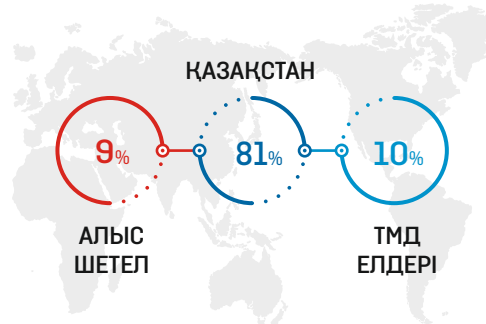 ҚАЗАҚСТАН
9%
81%
10%
АЛЫС
ШЕТЕЛ
ТМД
ЕЛДЕРІ